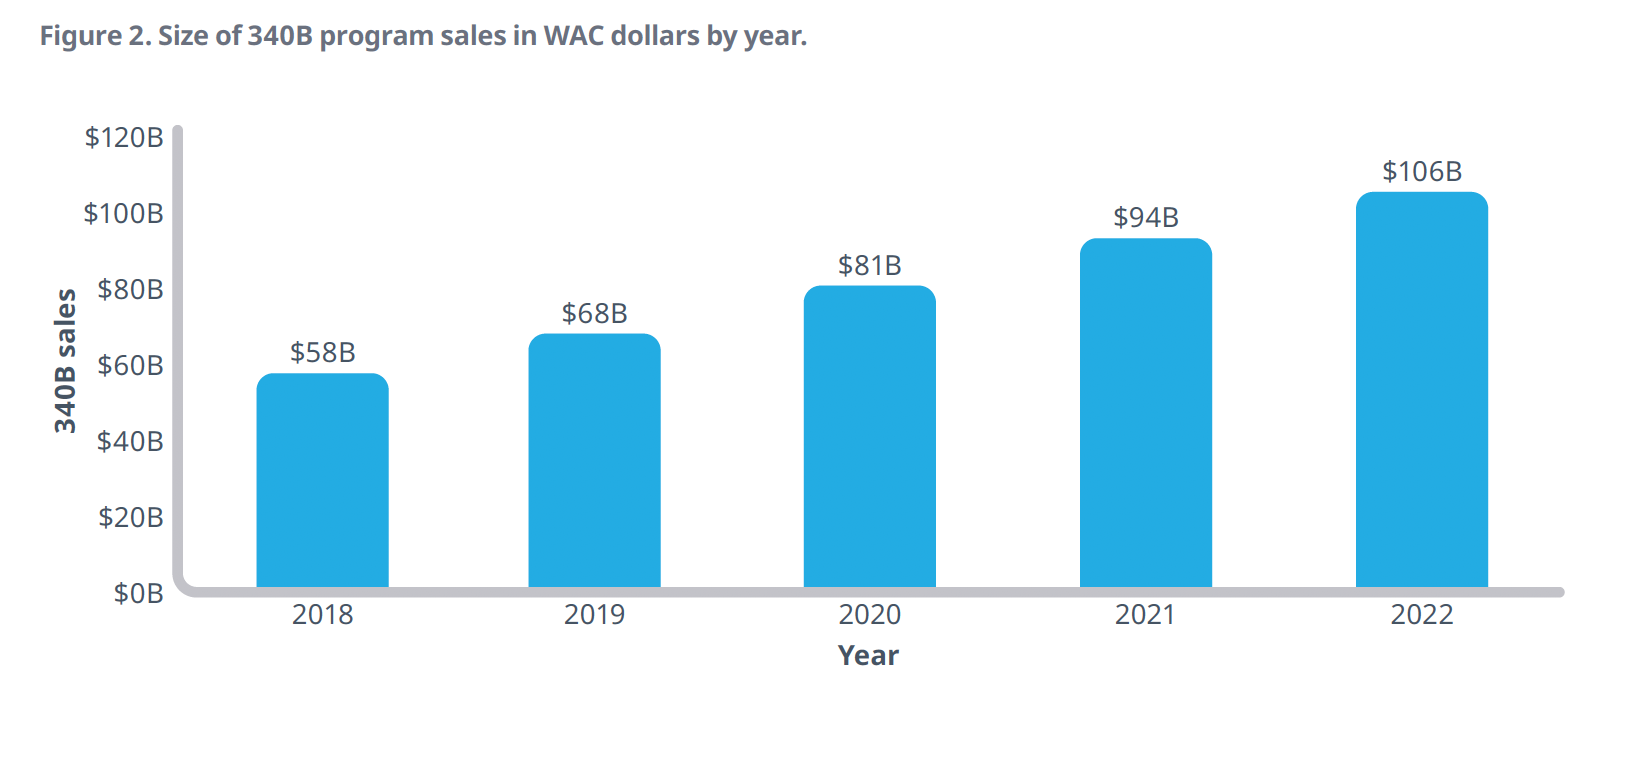 Figure 2. Size of 340B program sales in WAC dollars by year.
$120B
$100B
$80B
$60B
$40B
$20B
$0B
340B sales
$58B
$68B
$81B
$94B
$106B
2018
2019
2020
2021
2022
Year